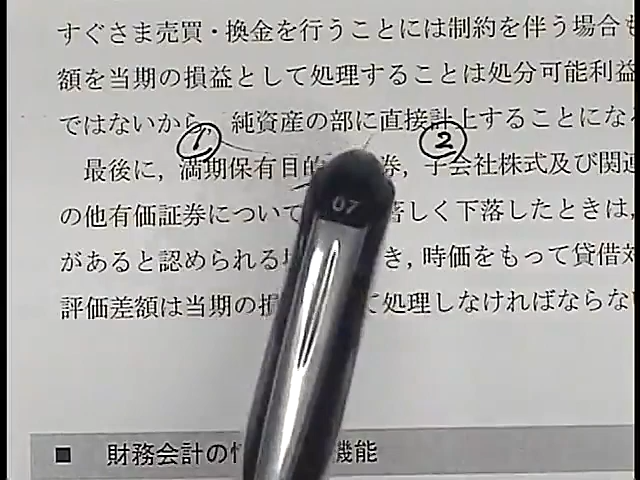 すぐさま売買・換金を行うことには制約を伴う場合も
額を当期の損益として処理することは処分可能利益
ではないから, 純資産の部に直接計上することにな
① ②
最後に, 満期保有目的 券, 子会社株式及び関連
の他有価証券につい 著しく下落したときは,
があると認められる き, 時価をもって貸借対
評価差額は当期の損 て処理しなければならな
07
■ 財務会計の 機能